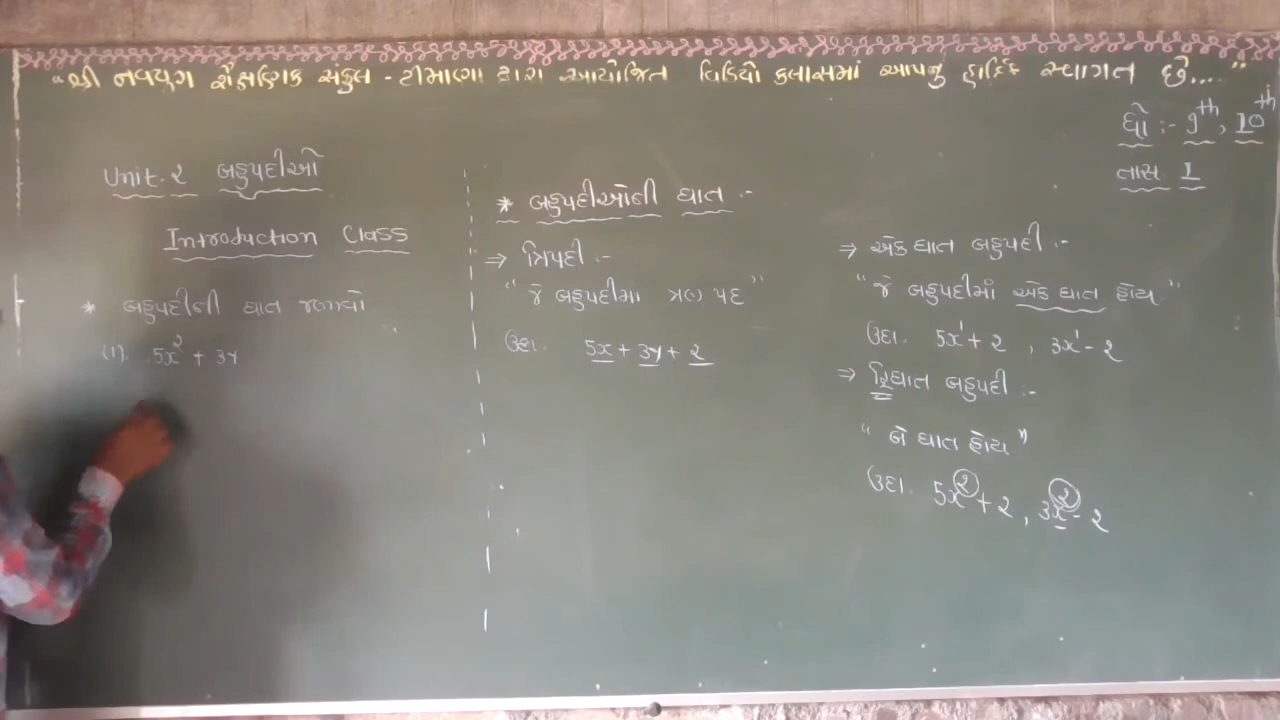 "શ્રી નવયુગ શૈક્ષણિક સંકુલ - ટીમાણા દ્વારા આયોજિત વિડિયો કલાસમાં આપનું હાર્દિક સ્વાગત છે...."
ધો :- 9th, 10th
તાસ 1
Unit. ૨ બહુપદીઓ
Introduction Class
* બહુપદીની ઘાત જણાવો
(1). 5x² + 3y
* બહુપદીઓની ઘાત :-
⇒ ત્રિપદી :-
"જે બહુપદીમા ત્રણ પદ"
ઉદા. 5x + 3y + ૨
⇒ એક ઘાત બહુપદી :-
"જે બહુપદીમાં એક ઘાત હોય"
ઉદા. 5x¹ + ૨ , 3x¹ - ૨
⇒ દ્વિઘાત બહુપદી :-
"બે ઘાત હોય"
ઉદા. 5x² + ૨ , 3x² - ૨